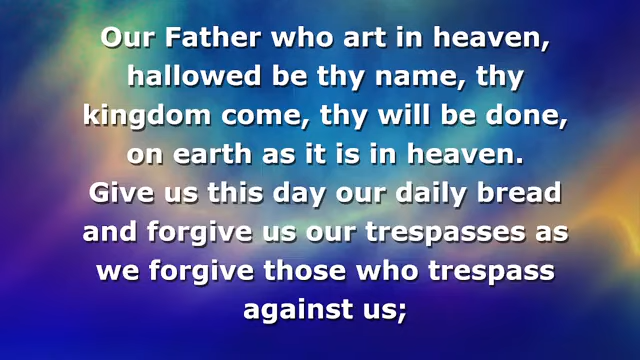 Our Father who art in heaven,
hallowed be thy name, thy
kingdom come, thy will be done,
on earth as it is in heaven.
Give us this day our daily bread
and forgive us our trespasses as
we forgive those who trespass
against us;